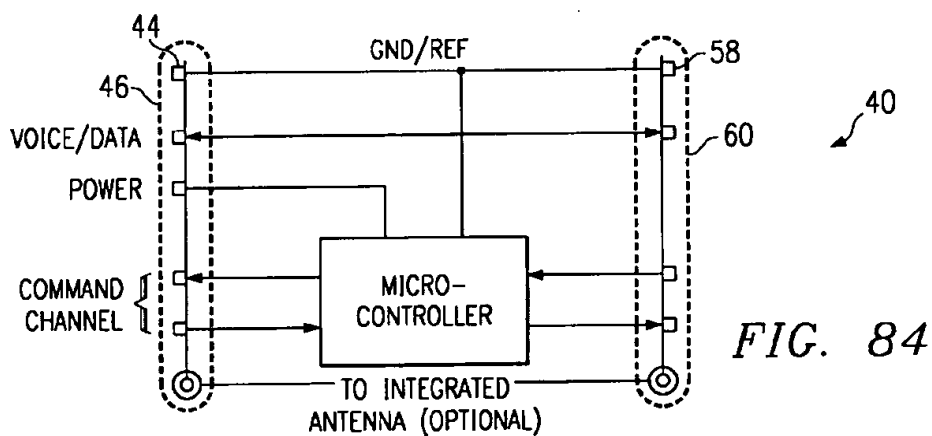 44
GND/REF
58
46
40
VOICE/DATA
60
POWER
COMMAND
CHANNEL
MICRO-
CONTROLLER
FIG. 84
TO INTEGRATED
ANTENNA (OPTIONAL)